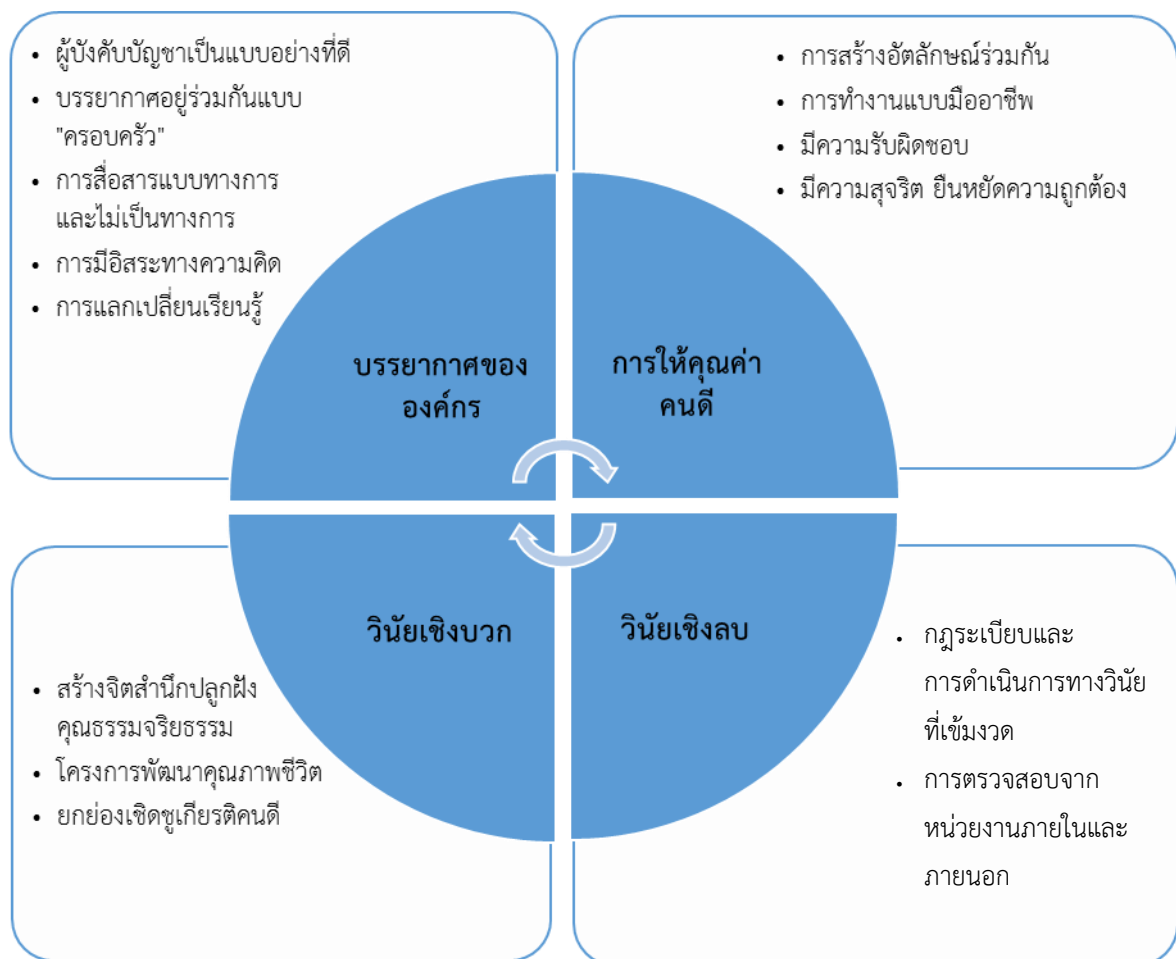 • ผู้บังคับบัญชาเป็นแบบอย่างที่ดี
• บรรยากาศอยู่ร่วมกันแบบ
"ครอบครัว"
• การสื่อสารแบบทางการ
และไม่เป็นทางการ
• การมีอิสระทางความคิด
• การแลกเปลี่ยนเรียนรู้
• การสร้างอัตลักษณ์ร่วมกัน
• การทำงานแบบมืออาชีพ
• มีความรับผิดชอบ
• มีความสุจริต ยืนหยัดความถูกต้อง
บรรยากาศของ
องค์กร
การให้คุณค่า
คนดี
วินัยเชิงบวก
วินัยเชิงลบ
• สร้างจิตสำนึกปลูกฝัง
คุณธรรมจริยธรรม
• โครงการพัฒนาคุณภาพชีวิต
• ยกย่องเชิดชูเกียรติคนดี
• กฎระเบียบและ
การดำเนินการทางวินัย
ที่เข้มงวด
• การตรวจสอบจาก
หน่วยงานภายในและ
ภายนอก